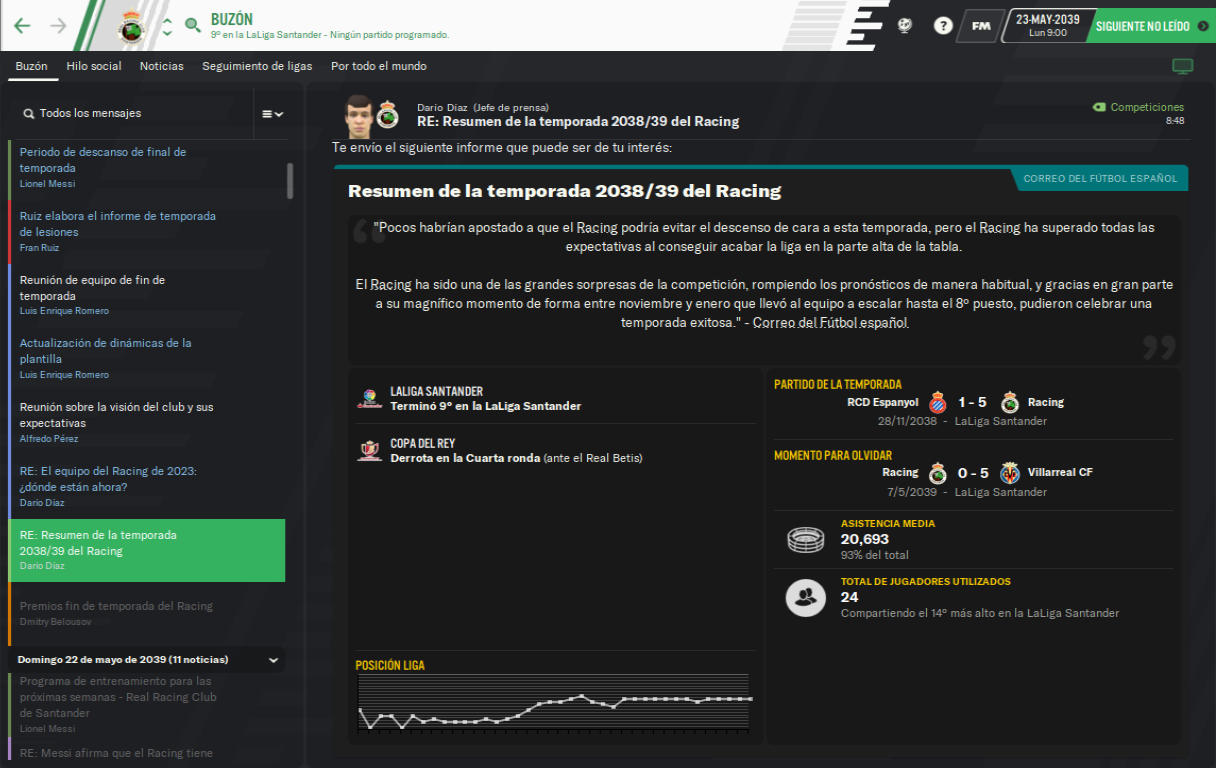 BUZÓN
9º en la LaLiga Santander - Ningún partido programado.
?
FM
23-MAY-2039
Lun 9:00
SIGUIENTE NO LEÍDO
Buzón
Hilo social
Noticias
Seguimiento de ligas
Por todo el mundo
Todos los mensajes
Periodo de descanso de final de
temporada
Lionel Messi
Ruiz elabora el informe de temporada
de lesiones
Fran Ruiz
Reunión de equipo de fin de
temporada
Luis Enrique Romero
Actualización de dinámicas de la
plantilla
Luis Enrique Romero
Reunión sobre la visión del club y sus
expectativas
Alfredo Pérez
RE: El equipo del Racing de 2023:
¿dónde están ahora?
Darío Díaz
RE: Resumen de la temporada
2038/39 del Racing
Darío Díaz
Premios fin de temporada del Racing
Dmitry Belousov
Domingo 22 de mayo de 2039 (11 noticias)
Programa de entrenamiento para las
próximas semanas - Real Racing Club
de Santander
Lionel Messi
RE: Messi afirma que el Racing tiene
Darío Díaz (Jefe de prensa)
RE: Resumen de la temporada 2038/39 del Racing
Competiciones
8:48
Te envío el siguiente informe que puede ser de tu interés:
CORREO DEL FÚTBOL ESPAÑOL
Resumen de la temporada 2038/39 del Racing
"Pocos habrían apostado a que el Racing podría evitar el descenso de cara a esta temporada, pero el Racing ha superado todas las
expectativas al conseguir acabar la liga en la parte alta de la tabla.
El Racing ha sido una de las grandes sorpresas de la competición, rompiendo los pronósticos de manera habitual, y gracias en gran parte
a su magnífico momento de forma entre noviembre y enero que llevó al equipo a escalar hasta el 8º puesto, pudieron celebrar una
temporada exitosa." - Correo del Fútbol español.
LALIGA SANTANDER
Terminó 9º en la LaLiga Santander
COPA DEL REY
Derrota en la Cuarta ronda (ante el Real Betis)
POSICIÓN LIGA
PARTIDO DE LA TEMPORADA
RCD Espanyol 1 - 5 Racing
28/11/2038 - LaLiga Santander
MOMENTO PARA OLVIDAR
Racing 0 - 5 Villarreal CF
7/5/2039 - LaLiga Santander
ASISTENCIA MEDIA
20,693
93% del total
TOTAL DE JUGADORES UTILIZADOS
24
Compartiendo el 14º más alto en la LaLiga Santander